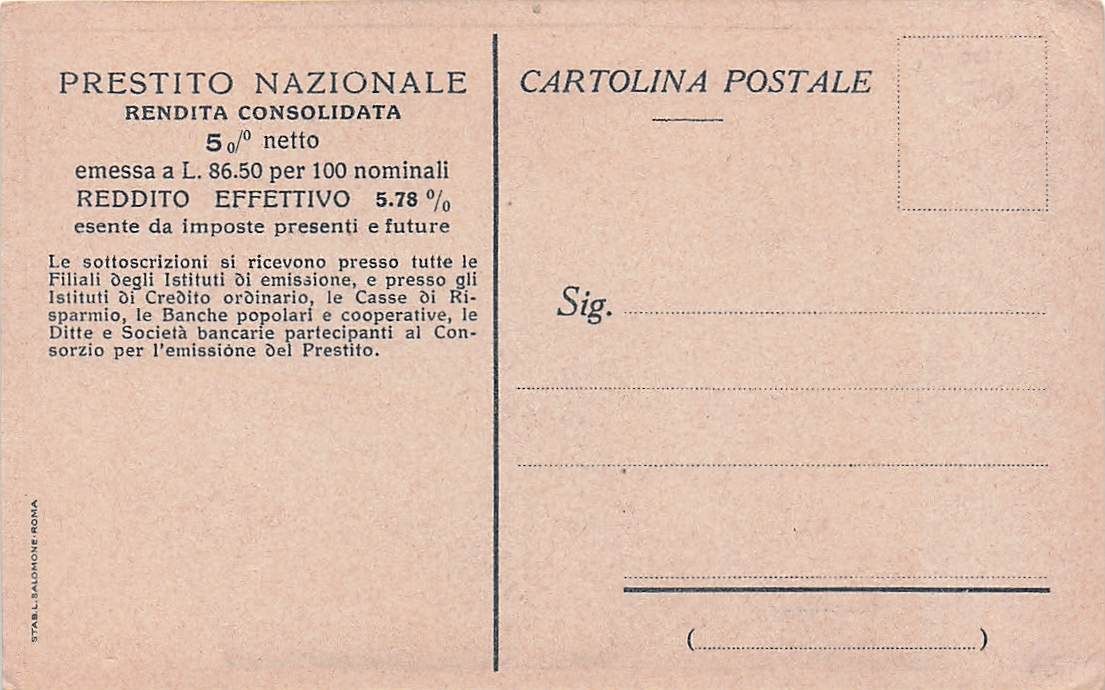 PRESTITO NAZIONALE
RENDITA CONSOLIDATA
5 0/0 netto
emessa a L. 86.50 per 100 nominali
REDDITO EFFETTIVO 5.78 %
esente da imposte presenti e future
Le sottoscrizioni si ricevono presso tutte le
Filiali degli Istituti di emissione, e presso gli
Istituti di Credito ordinario, le Casse di Ri-
sparmio, le Banche popolari e cooperative, le
Ditte e Società bancarie partecipanti al Con-
sorzio per l'emissione del Prestito.
STAB. L. SALOMONE-ROMA
CARTOLINA POSTALE
Sig.
(                    )